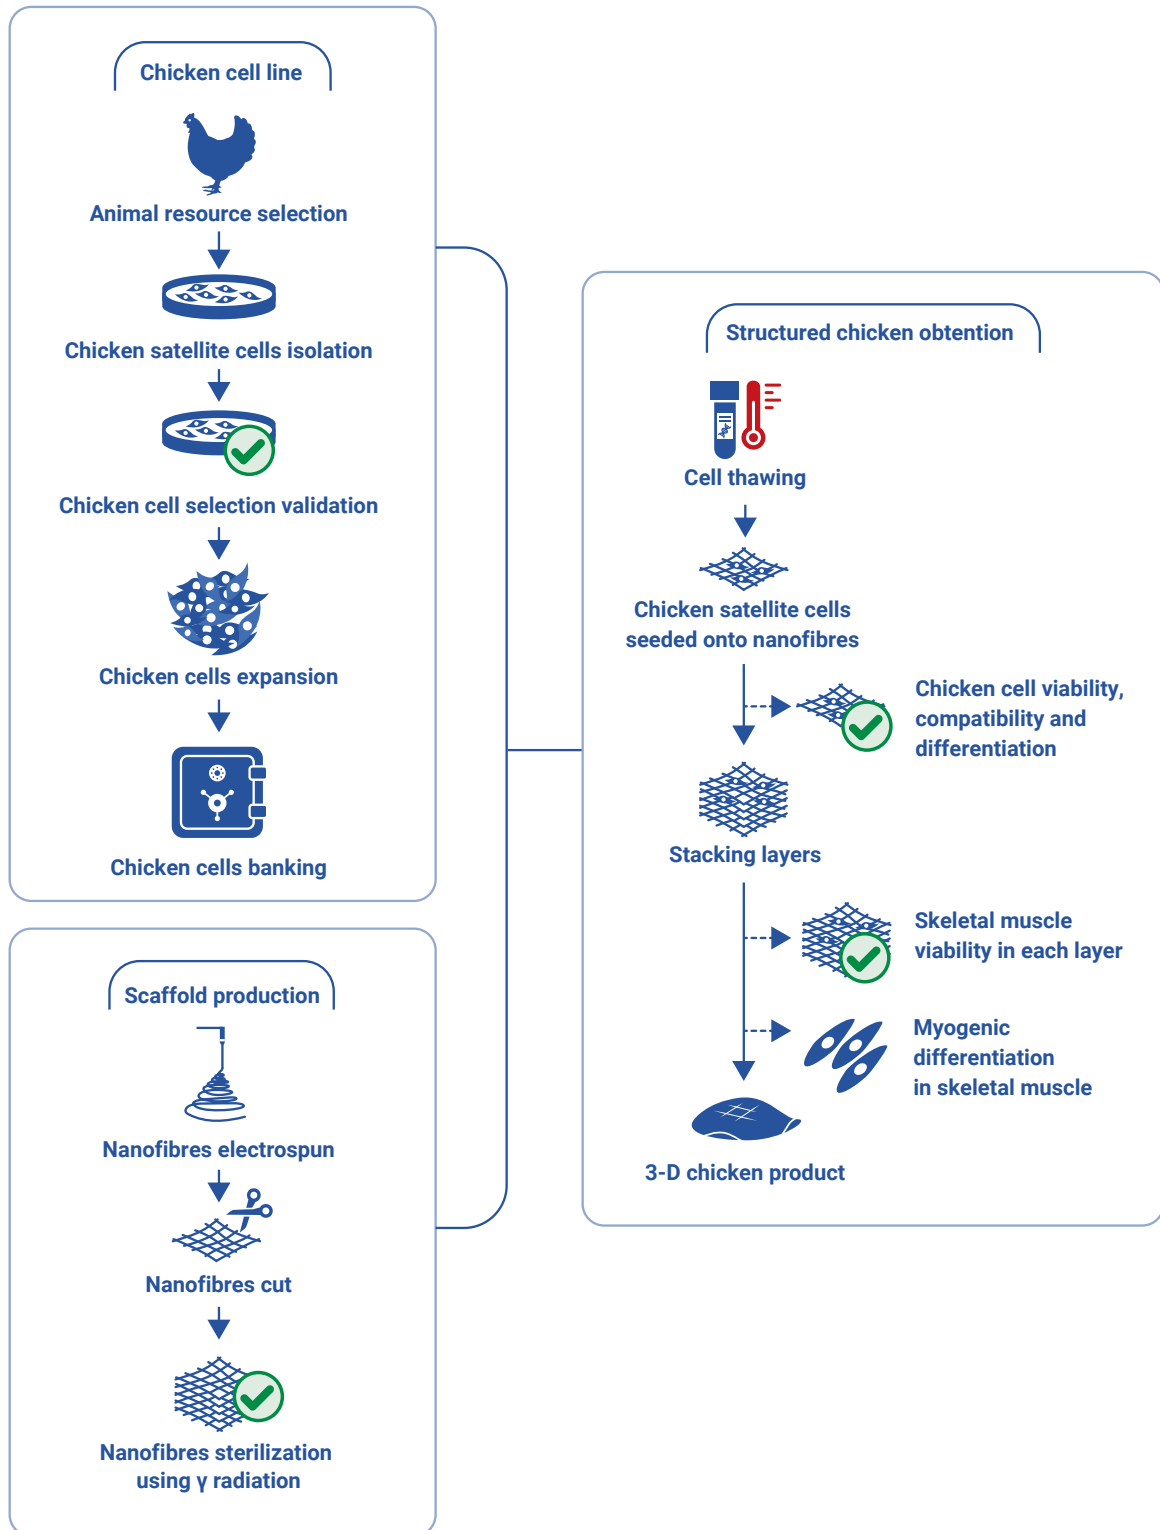 Chicken cell line
Animal resource selection
Chicken satellite cells isolation
Chicken cell selection validation
Chicken cells expansion
Chicken cells banking
Scaffold production
Nanofibres electrospun
Nanofibres cut
Nanofibres sterilization
using γ radiation
Structured chicken obtention
Cell thawing
Chicken satellite cells
seeded onto nanofibres
Chicken cell viability,
compatibility and
differentiation
Stacking layers
Skeletal muscle
viability in each layer
Myogenic
differentiation
in skeletal muscle
3-D chicken product